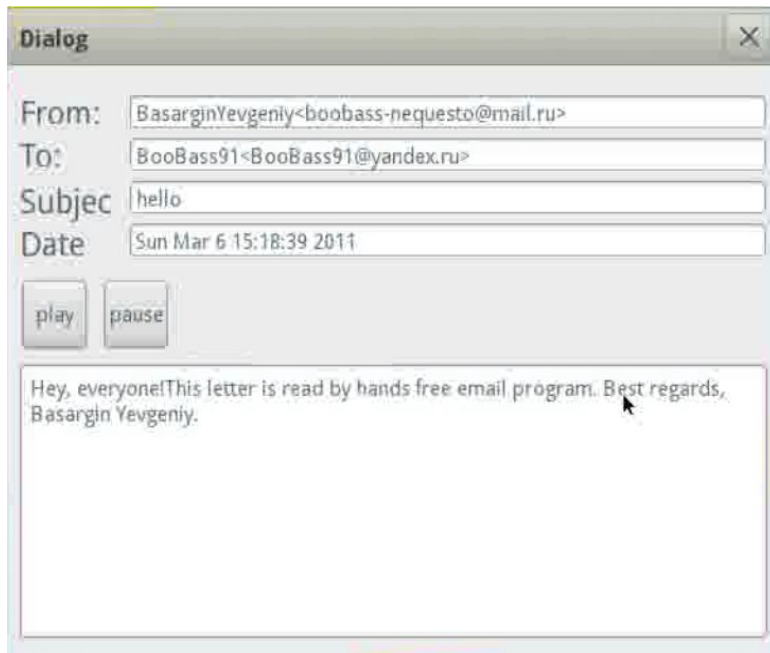 Dialog
From: BasarginYevgeniy<boobass-nequesto@mail.ru>
To: BooBass91<BooBass91@yandex.ru>
Subjec hello
Date Sun Mar 6 15:18:39 2011
play pause
Hey, everyone!This letter is read by hands free email program. Best regards,
Basargin Yevgeniy.